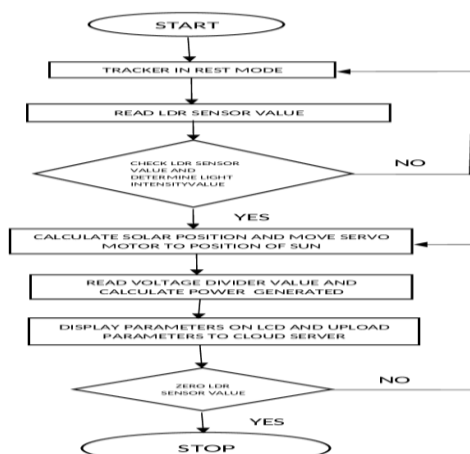 START
TRACKER IN REST MODE
READ LDR SENSOR VALUE
CHECK LDR SENSOR
VALUE AND
DETERMINE LIGHT
INTENSITYVALUE
NO
YES
CALCULATE SOLAR POSITION AND MOVE SERVO
MOTOR TO POSITION OF SUN
READ VOLTAGE DIVIDER VALUE AND
CALCULATE POWER GENERATED
DISPLAY PARAMETERS ON LCD AND UPLOAD
PARAMETERS TO CLOUD SERVER
ZERO LDR
SENSOR VALUE
NO
YES
STOP